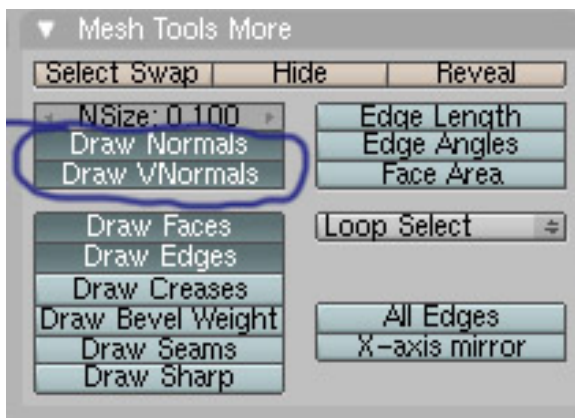 Mesh Tools More
Select Swap Hide Reveal
NSize: 0.100
Draw Normals
Draw VNormals
Edge Length
Edge Angles
Face Area
Draw Faces
Draw Edges
Draw Creases
Draw Bevel Weight
Draw Seams
Draw Sharp
Loop Select
All Edges
X-axis mirror